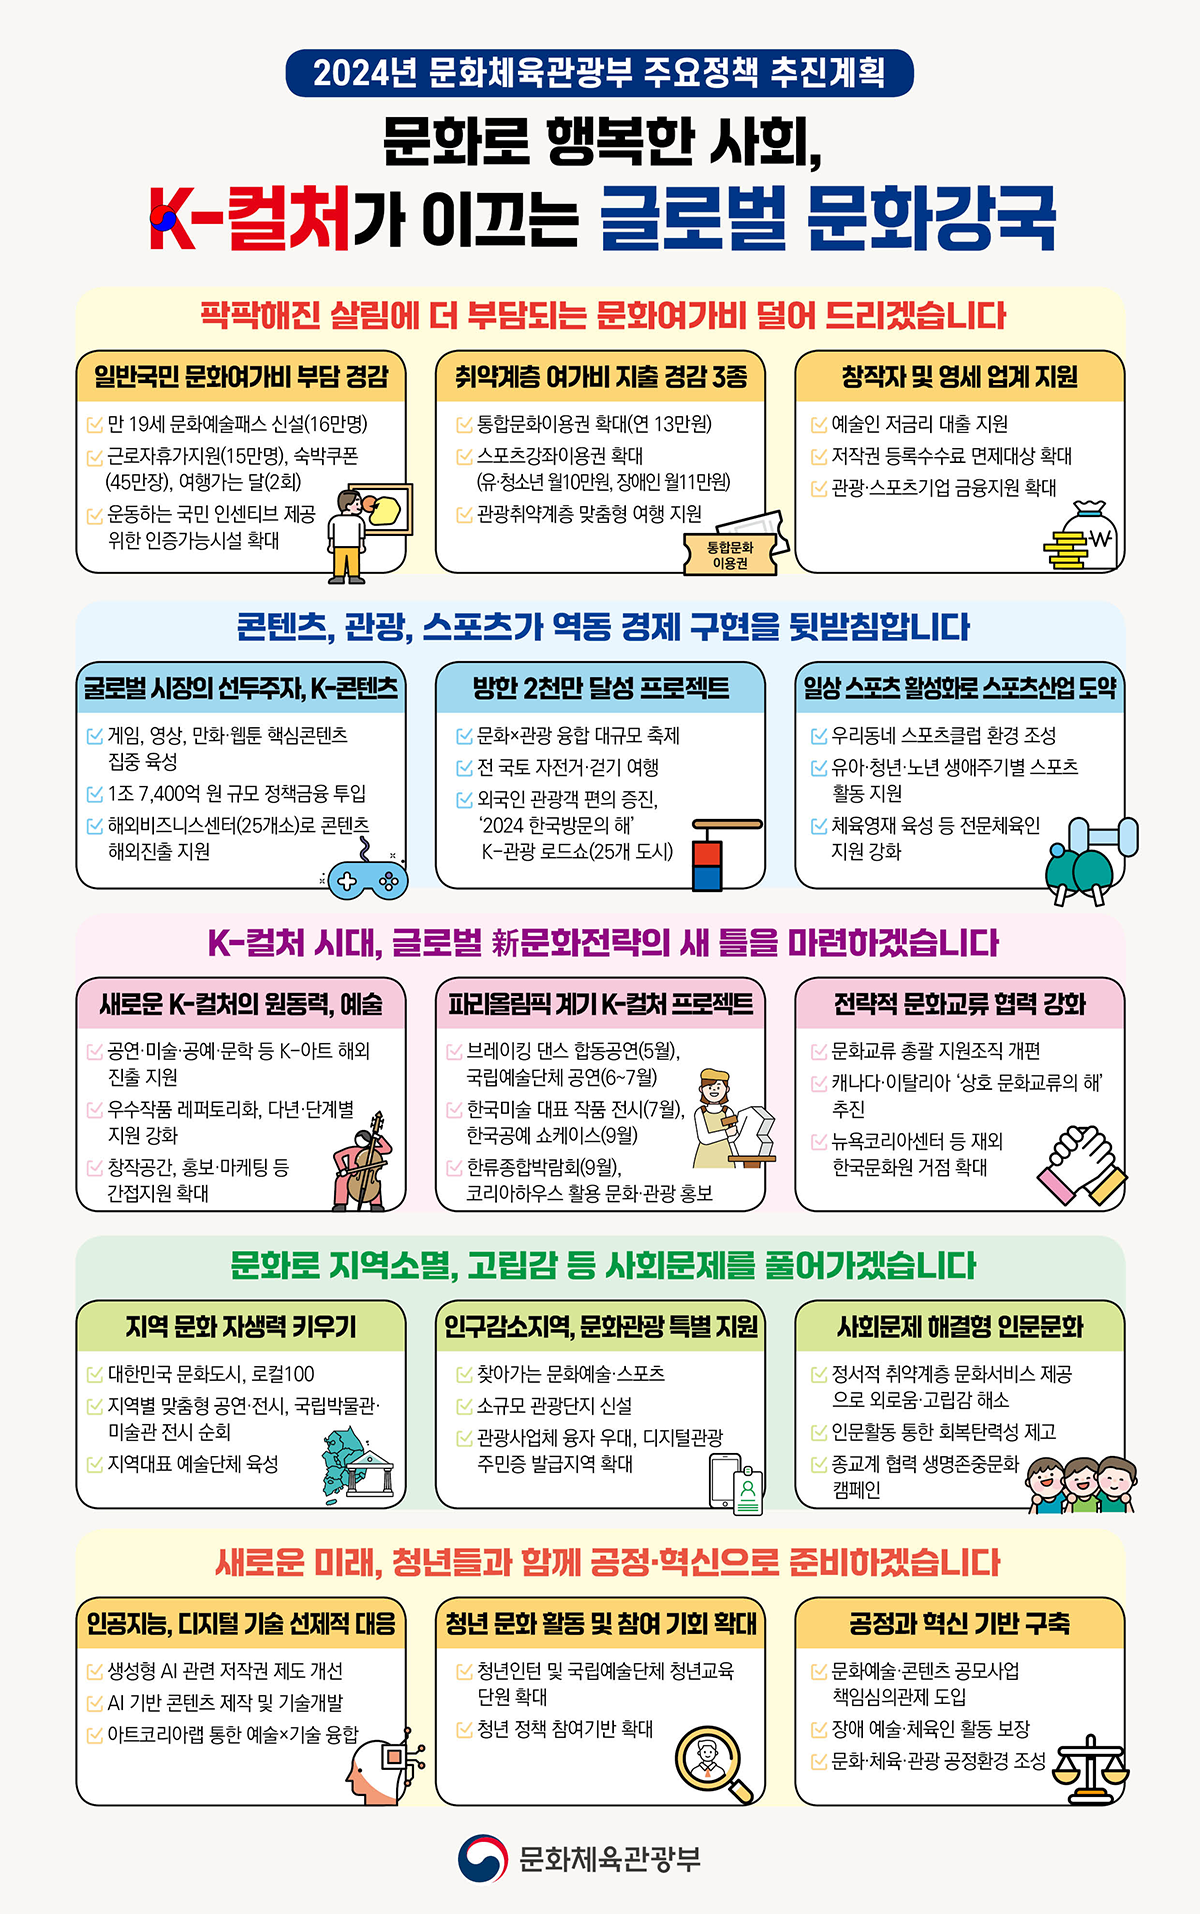 2024년 문화체육관광부 주요정책 추진계획
문화로 행복한 사회,
K-컬처가 이끄는 글로벌 문화강국
팍팍해진 살림에 더 부담되는 문화여가비 덜어 드리겠습니다
일반국민 문화여가비 부담 경감
만 19세 문화예술패스 신설(16만명)
근로자휴가지원(15만명), 숙박쿠폰
(45만장), 여행가는 달(2회)
운동하는 국민 인센티브 제공
위한 인증가능시설 확대
취약계층 여가비 지출 경감 3종
통합문화이용권 확대(연 13만원)
스포츠강좌이용권 확대
(유·청소년 월10만원, 장애인 월11만원)
관광취약계층 맞춤형 여행 지원
통합문화
이용권
창작자 및 영세 업계 지원
예술인 저금리 대출 지원
저작권 등록수수료 면제대상 확대
관광·스포츠기업 금융지원 확대
W
콘텐츠, 관광, 스포츠가 역동 경제 구현을 뒷받침합니다
굴로벌 시장의 선두주자, K-콘텐츠
게임, 영상, 만화·웹툰 핵심콘텐츠
집중 육성
1조 7,400억 원 규모 정책금융 투입
해외비즈니스센터(25개소)로 콘텐츠
해외진출 지원
방한 2천만 달성 프로젝트
문화×관광 융합 대규모 축제
전 국토 자전거·걷기 여행
외국인 관광객 편의 증진,
‘2024 한국방문의 해’
K-관광 로드쇼(25개 도시)
일상 스포츠 활성화로 스포츠산업 도약
우리동네 스포츠클럽 환경 조성
유아·청년·노년 생애주기별 스포츠
활동 지원
체육영재 육성 등 전문체육인
지원 강화
K-컬처 시대, 글로벌 新문화전략의 새 틀을 마련하겠습니다
새로운 K-컬처의 원동력, 예술
공연·미술·공예·문학 등 K-아트 해외
진출 지원
우수작품 레퍼토리화, 다년·단계별
지원 강화
창작공간, 홍보·마케팅 등
간접지원 확대
파리올림픽 계기 K-컬처 프로젝트
브레이킹 댄스 합동공연(5월),
국립예술단체 공연(6~7월)
한국미술 대표 작품 전시(7월),
한국공예 쇼케이스(9월)
한류종합박람회(9월),
코리아하우스 활용 문화·관광 홍보
전략적 문화교류 협력 강화
문화교류 총괄 지원조직 개편
캐나다·이탈리아 ‘상호 문화교류의 해’
추진
뉴욕코리아센터 등 재외
한국문화원 거점 확대
문화로 지역소멸, 고립감 등 사회문제를 풀어가겠습니다
지역 문화 자생력 키우기
대한민국 문화도시, 로컬100
지역별 맞춤형 공연·전시, 국립박물관·
미술관 전시 순회
지역대표 예술단체 육성
인구감소지역, 문화관광 특별 지원
찾아가는 문화예술·스포츠
소규모 관광단지 신설
관광사업체 융자 우대, 디지털관광
주민증 발급지역 확대
사회문제 해결형 인문문화
정서적 취약계층 문화서비스 제공
으로 외로움·고립감 해소
인문활동 통한 회복탄력성 제고
종교계 협력 생명존중문화
캠페인
새로운 미래, 청년들과 함께 공정·혁신으로 준비하겠습니다
인공지능, 디지털 기술 선제적 대응
생성형 AI 관련 저작권 제도 개선
AI 기반 콘텐츠 제작 및 기술개발
아트코리아랩 통한 예술×기술 융합
청년 문화 활동 및 참여 기회 확대
청년인턴 및 국립예술단체 청년교육
단원 확대
청년 정책 참여기반 확대
공정과 혁신 기반 구축
문화예술·콘텐츠 공모사업
책임심의관제 도입
장애 예술·체육인 활동 보장
문화·체육·관광 공정환경 조성
문화체육관광부